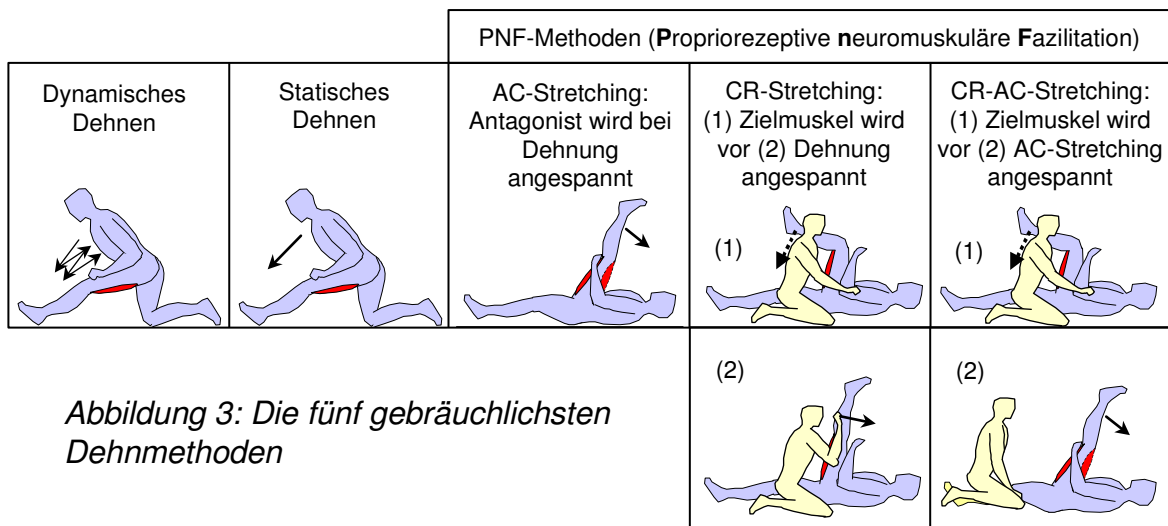 PNF-Methoden (Propriorezeptive neuromuskuläre Fazilitation)
Dynamisches
Dehnen
Statisches
Dehnen
AC-Stretching:
Antagonist wird bei
Dehnung
angespannt
CR-Stretching:
(1) Zielmuskel wird
vor (2) Dehnung
angespannt
(1)
CR-AC-Stretching:
(1) Zielmuskel wird
vor (2) AC-Stretching
angespannt
(1)
(2)
(2)
Abbildung 3: Die fünf gebräuchlichsten
Dehnmethoden